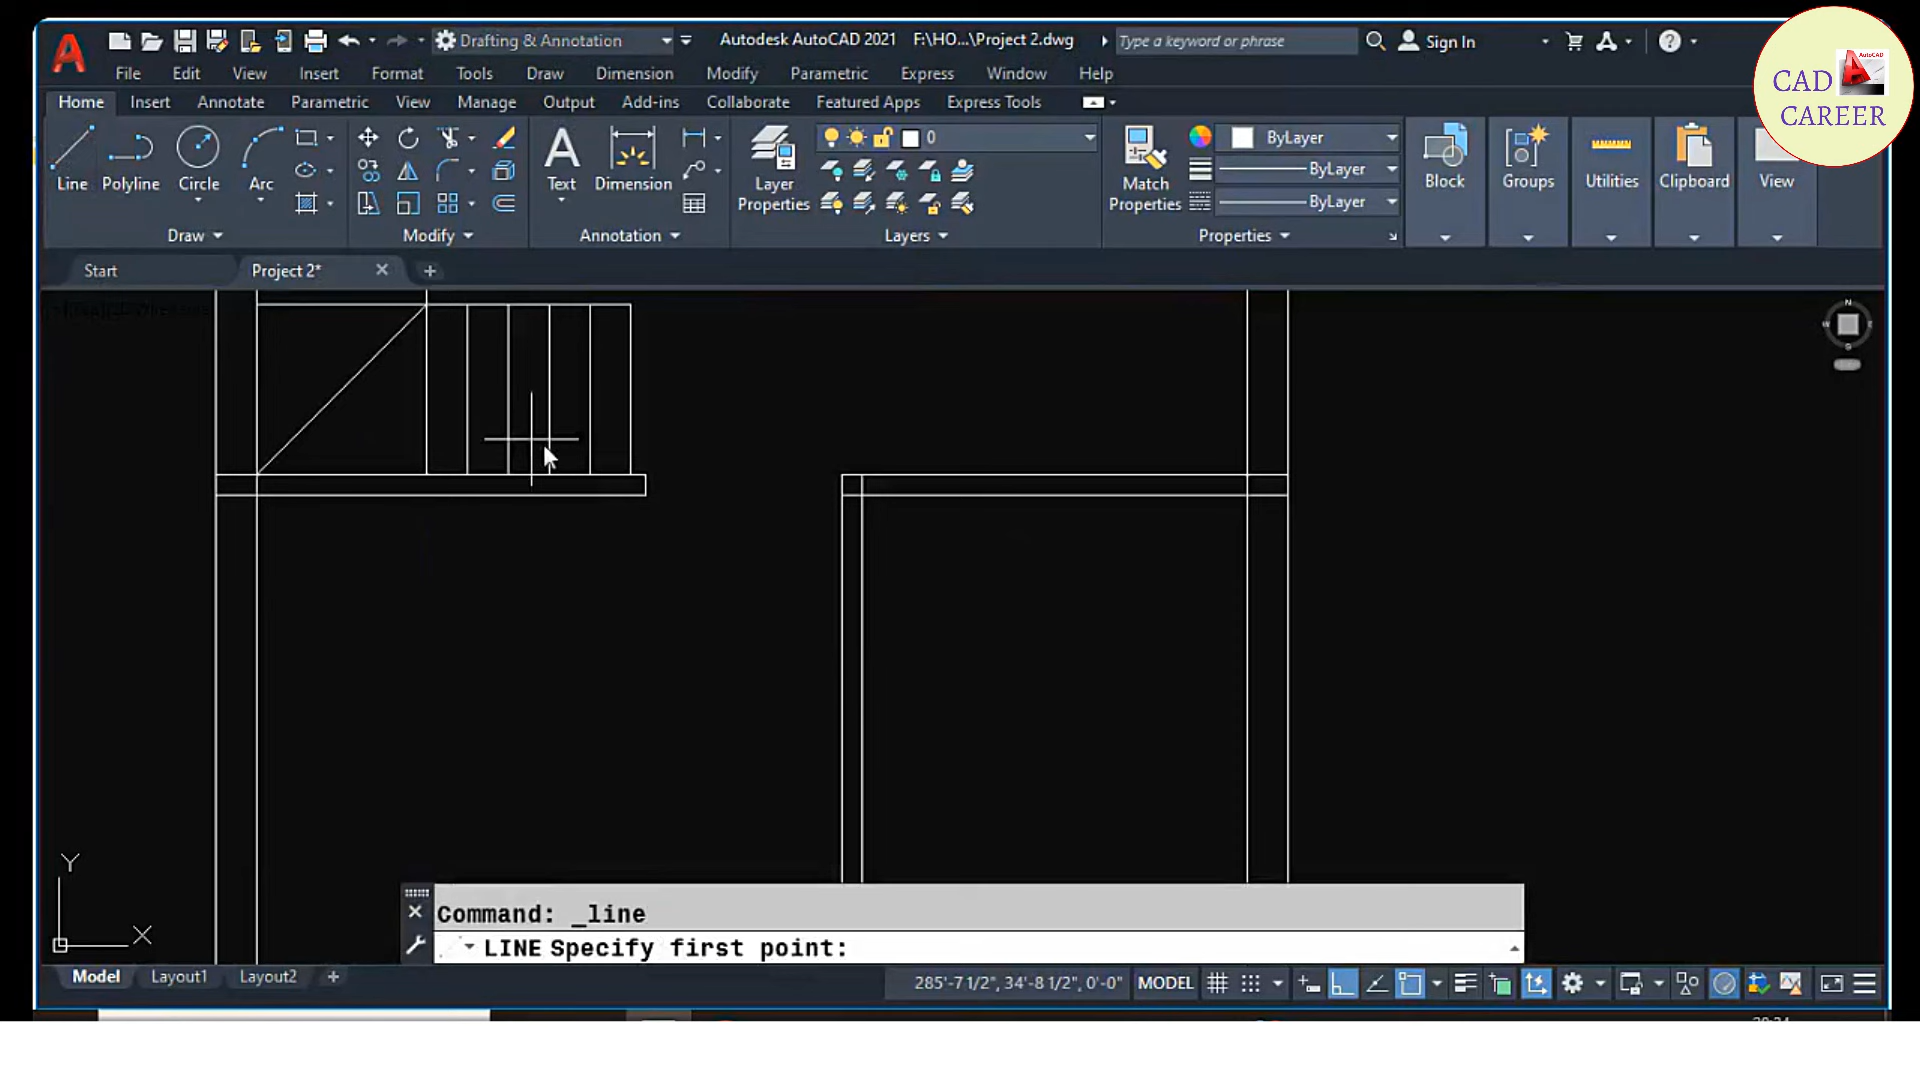 Drafting & Annotation
Autodesk AutoCAD 2021 F:\HO...\Project 2.dwg
Type a keyword or phrase
Sign In
AutoCAD
CAD
CAREER
File Edit View Insert Format Tools Draw Dimension Modify Parametric Express Window Help
Home Insert Annotate Parametric View Manage Output Add-ins Collaborate Featured Apps Express Tools
0
ByLayer
ByLayer
ByLayer
Line Polyline Circle Arc
Text Dimension
Layer
Properties
Match
Properties
Block Groups Utilities Clipboard View
Draw Modify Annotation Layers Properties
Start Project 2*
N
W
S
Y
X
Command: _line
LINE Specify first point:
Model Layout1 Layout2
285'-7 1/2", 34'-8 1/2", 0'-0" MODEL